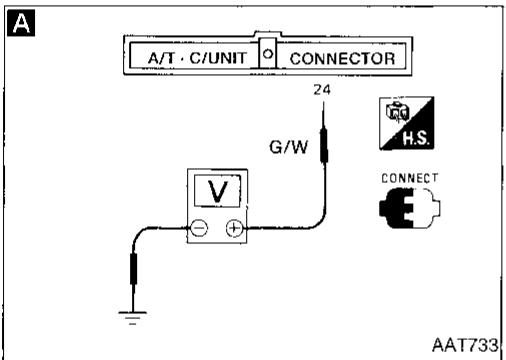 A
A/T · C/UNIT CONNECTOR
24
G/W
H.S.
CONNECT
V
AAT733